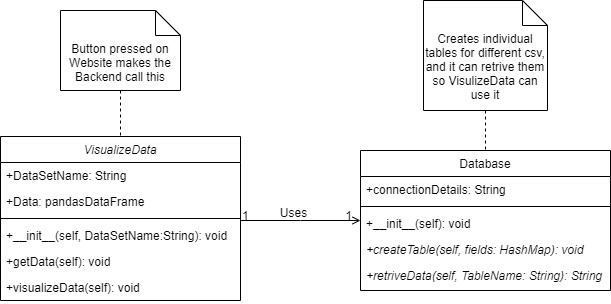 Button pressed on
Website makes the
Backend call this
Creates individual
tables for different csv,
and it can retrive them
so VisulizeData can
use it
VisualizeData
+DataSetName: String
+Data: pandasDataFrame
+__init__(self, DataSetName:String): void
+getData(self): void
+visualizeData(self): void
1 Uses 1
Database
+connectionDetails: String
+__init__(self): void
+createTable(self, fields: HashMap): void
+retriveData(self, TableName: String): String